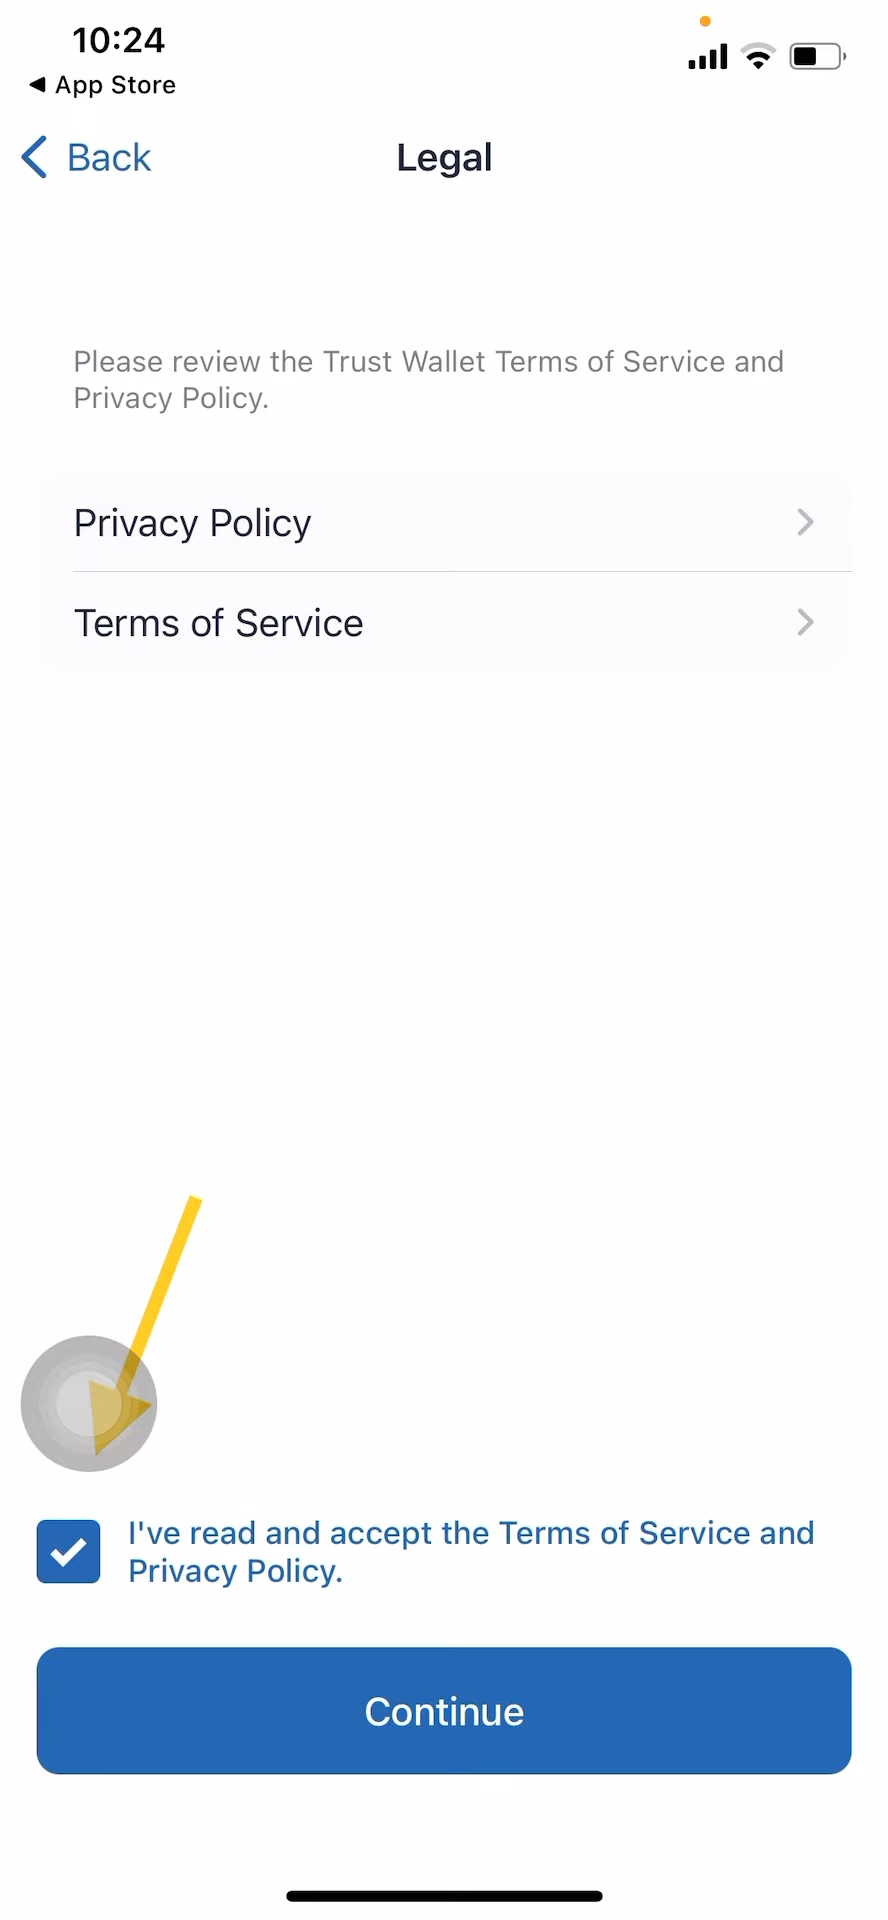 10:24
App Store
Back
Legal
Please review the Trust Wallet Terms of Service and
Privacy Policy.
Privacy Policy
Terms of Service
I've read and accept the Terms of Service and
Privacy Policy.
Continue